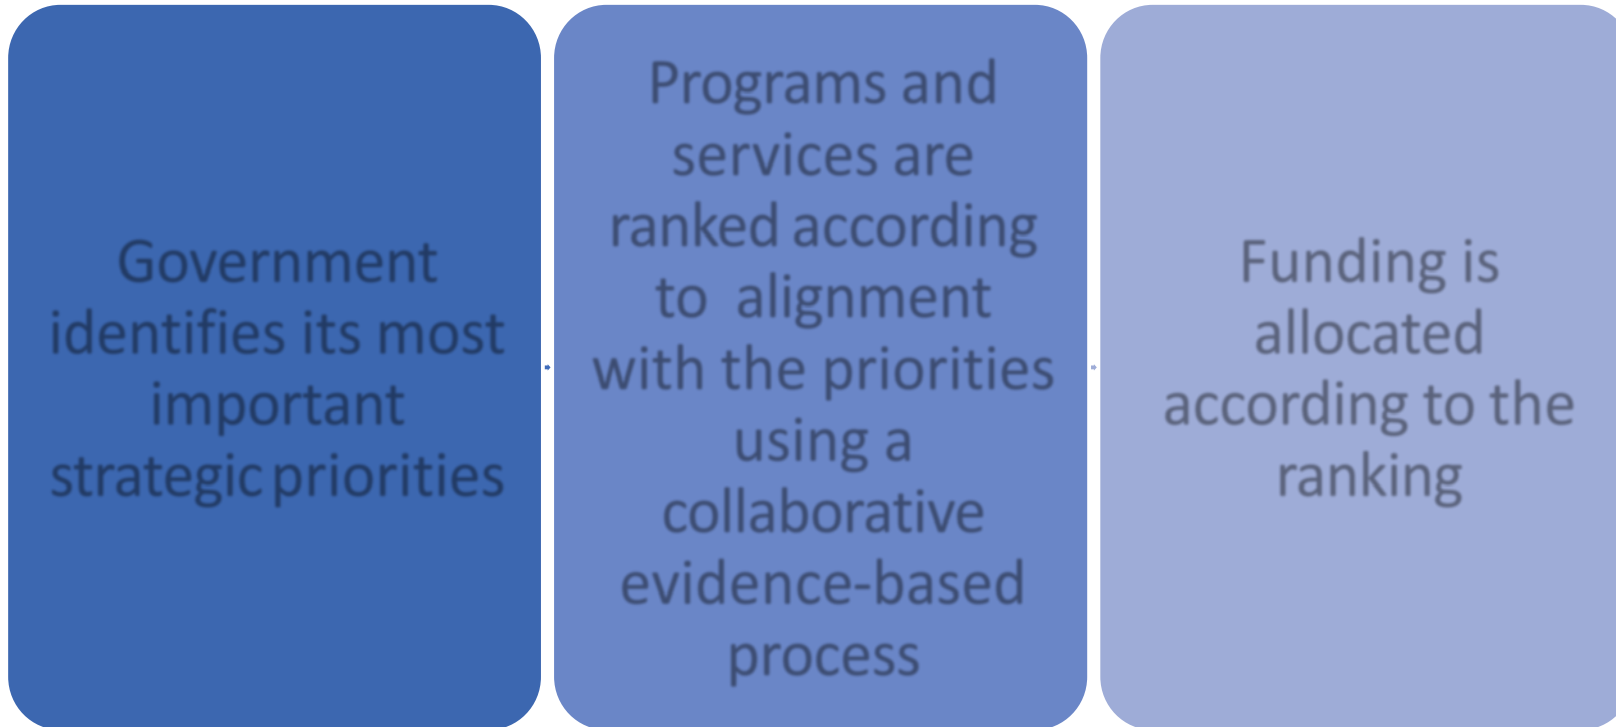 Government
identifies its most
important
strategic priorities
Programs and
services are
ranked according
to alignment
with the priorities
using a
collaborative
evidence-based
process
Funding is
allocated
according to the
ranking